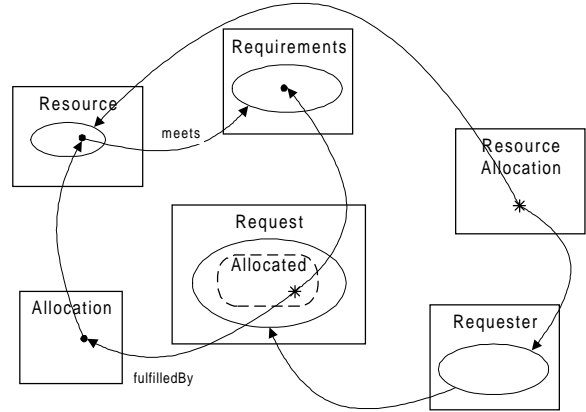 Requirements
Resource
meets
Resource
Allocation
Request
Allocated
Allocation
Requester
fulfilledBy